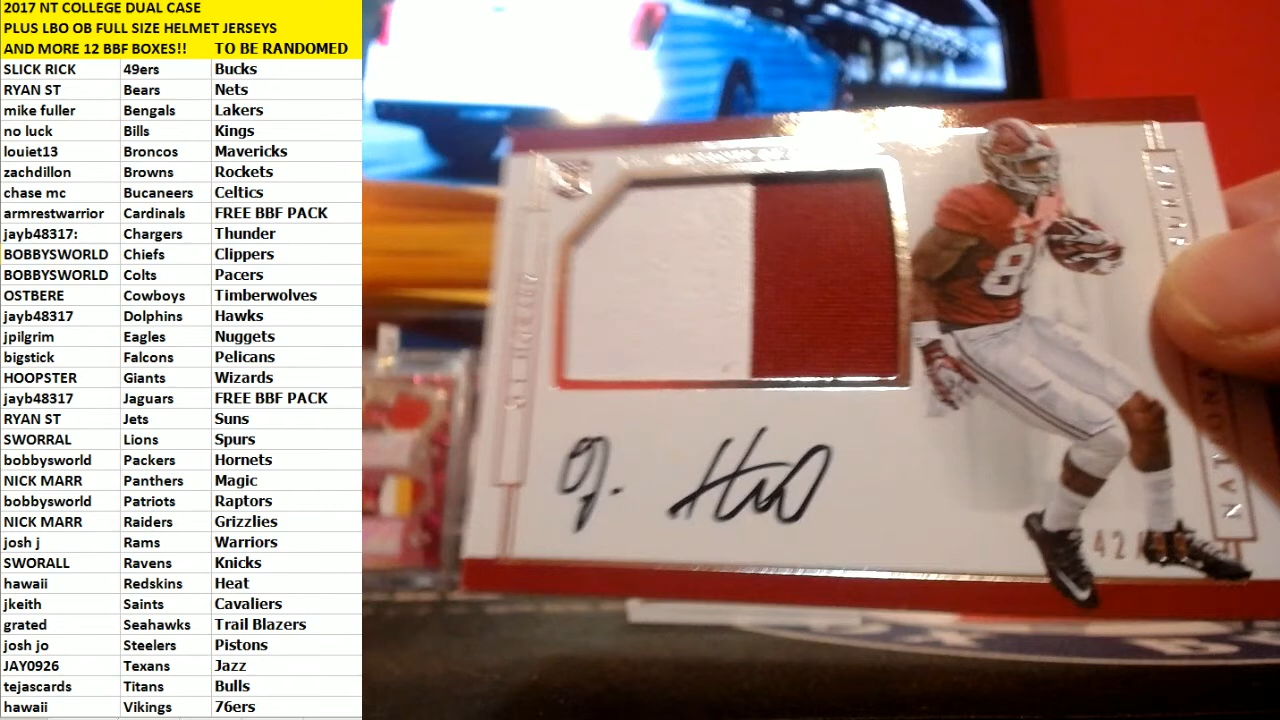 2017 NT COLLEGE DUAL CASE
PLUS LBO OB FULL SIZE HELMET JERSEYS
AND MORE 12 BBF BOXES!! TO BE RANDOMED
SLICK RICK 49ers Bucks
RYAN ST Bears Nets
mike fuller Bengals Lakers
no luck Bills Kings
louiet13 Broncos Mavericks
zachdillon Browns Rockets
chase mc Bucaneers Celtics
armrestwarrior Cardinals FREE BBF PACK
jayb48317: Chargers Thunder
BOBBYSWORLD Chiefs Clippers
BOBBYSWORLD Colts Pacers
OSTBERE Cowboys Timberwolves
jayb48317 Dolphins Hawks
jpilgrim Eagles Nuggets
bigstick Falcons Pelicans
HOOPSTER Giants Wizards
jayb48317 Jaguars FREE BBF PACK
RYAN ST Jets Suns
SWORRAL Lions Spurs
bobbysworld Packers Hornets
NICK MARR Panthers Magic
bobbysworld Patriots Raptors
NICK MARR Raiders Grizzlies
josh j Rams Warriors
SWORALL Ravens Knicks
hawaii Redskins Heat
jkeith Saints Cavaliers
grated Seahawks Trail Blazers
josh jo Steelers Pistons
JAY0926 Texans Jazz
tejascards Titans Bulls
hawaii Vikings 76ers